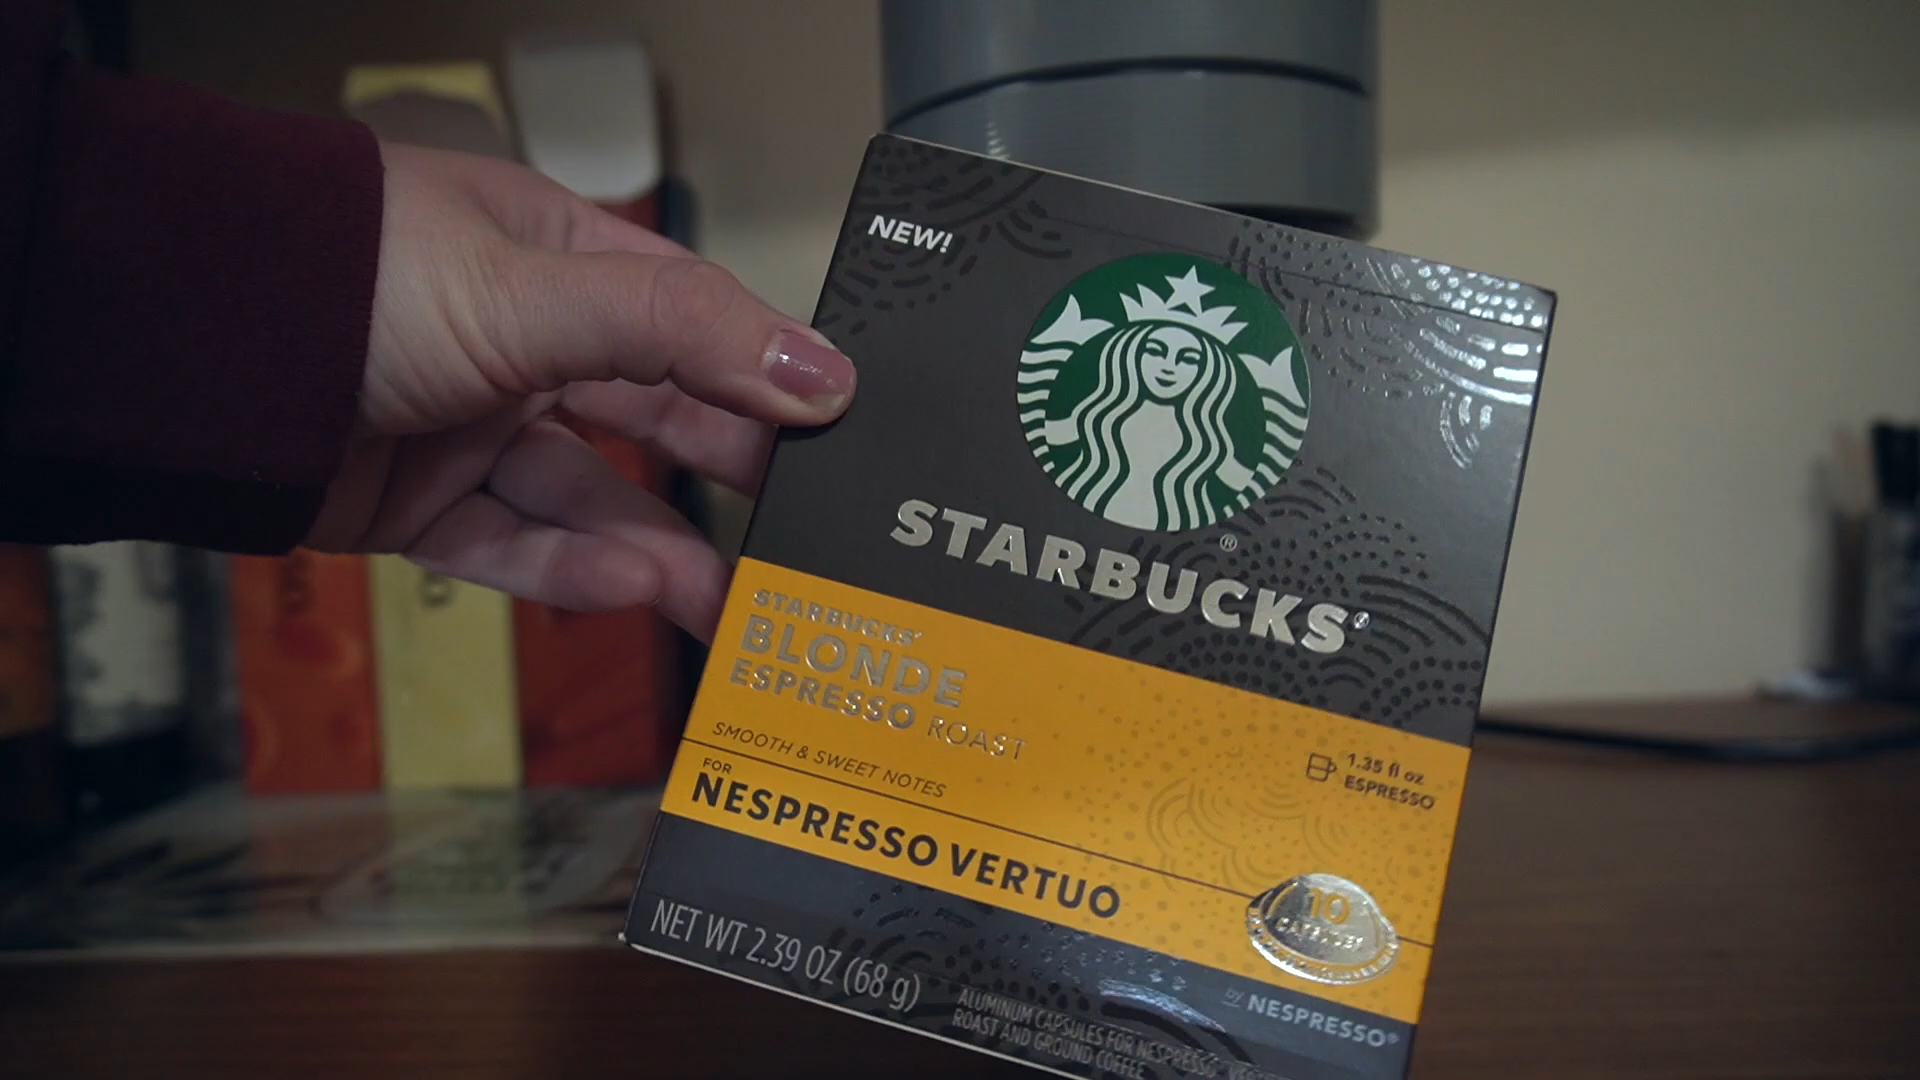 NEW!
STARBUCKS®
STARBUCKS®
BLONDE
ESPRESSO ROAST
SMOOTH & SWEET NOTES
1.35 fl oz
ESPRESSO
FOR
NESPRESSO VERTUO
10
CAPSULES
by NESPRESSO®
NET WT 2.39 OZ (68 g)
ALUMINUM CAPSULES FOR NESPRESSO®
ROAST AND GROUND COFFEE